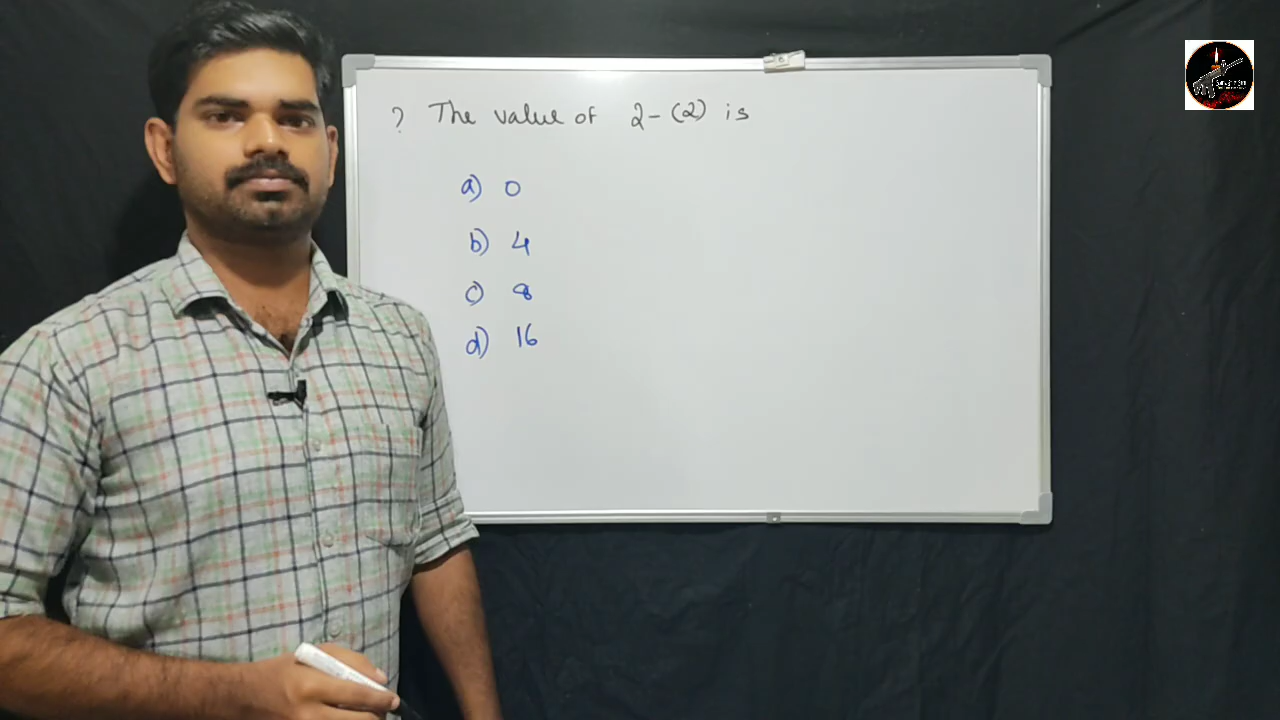 ? The value of 2-(2) is
a) 0
b) 4
c) 8
d) 16